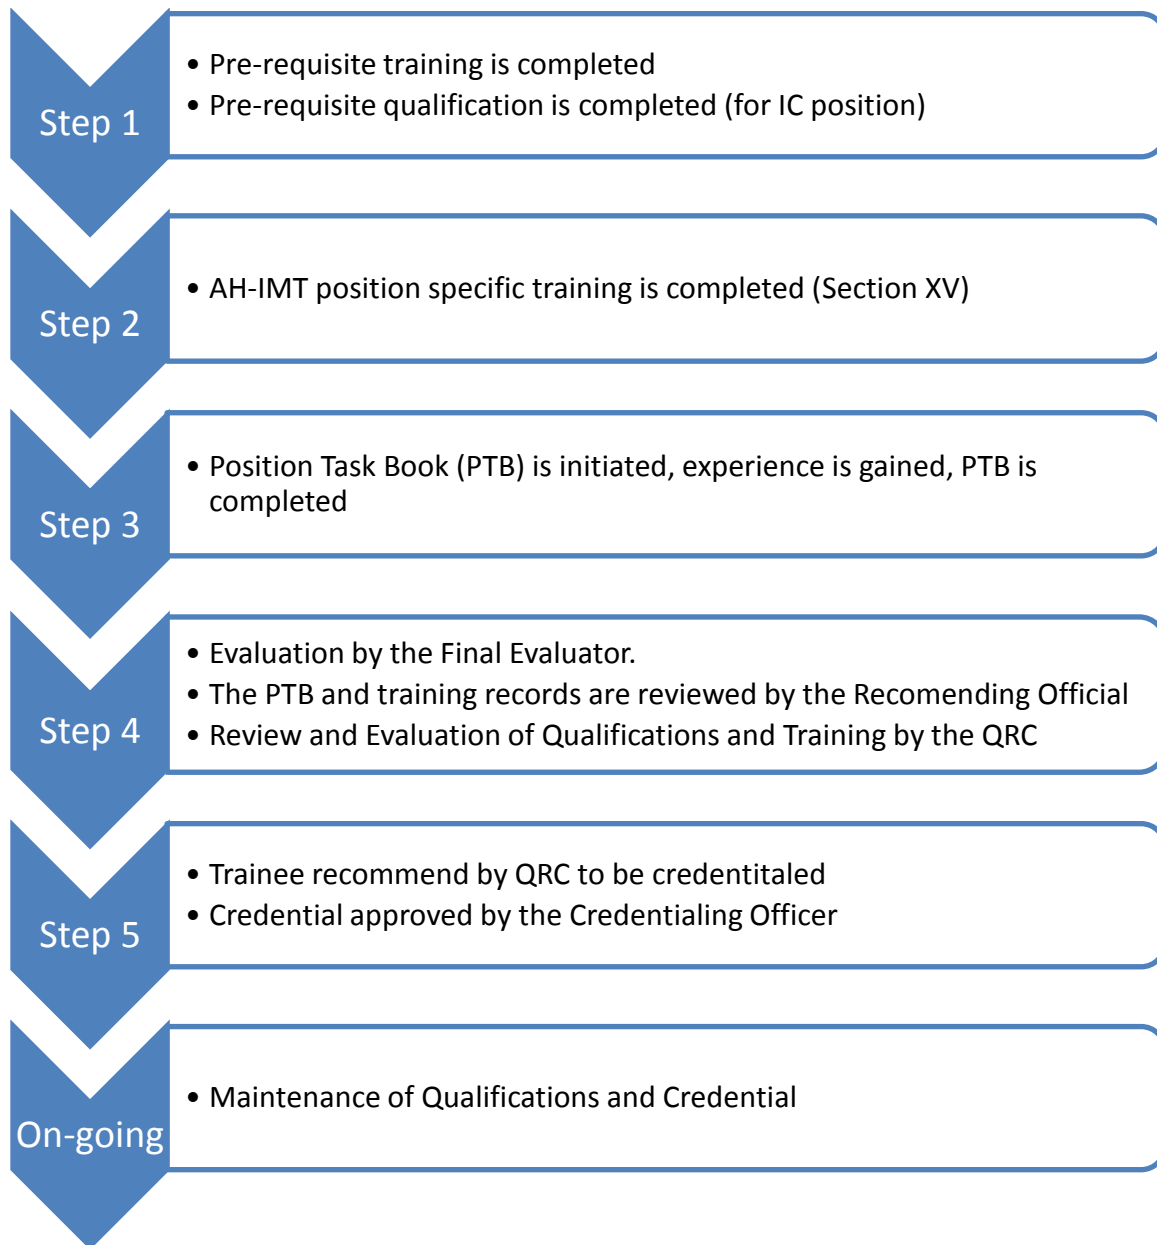 Step 1
• Pre-requisite training is completed
• Pre-requisite qualification is completed (for IC position)
Step 2
• AH-IMT position specific training is completed (Section XV)
Step 3
• Position Task Book (PTB) is initiated, experience is gained, PTB is
completed
Step 4
• Evaluation by the Final Evaluator.
• The PTB and training records are reviewed by the Recomending Official
• Review and Evaluation of Qualifications and Training by the QRC
Step 5
• Trainee recommend by QRC to be credentitaled
• Credential approved by the Credentialing Officer
On-going
• Maintenance of Qualifications and Credential